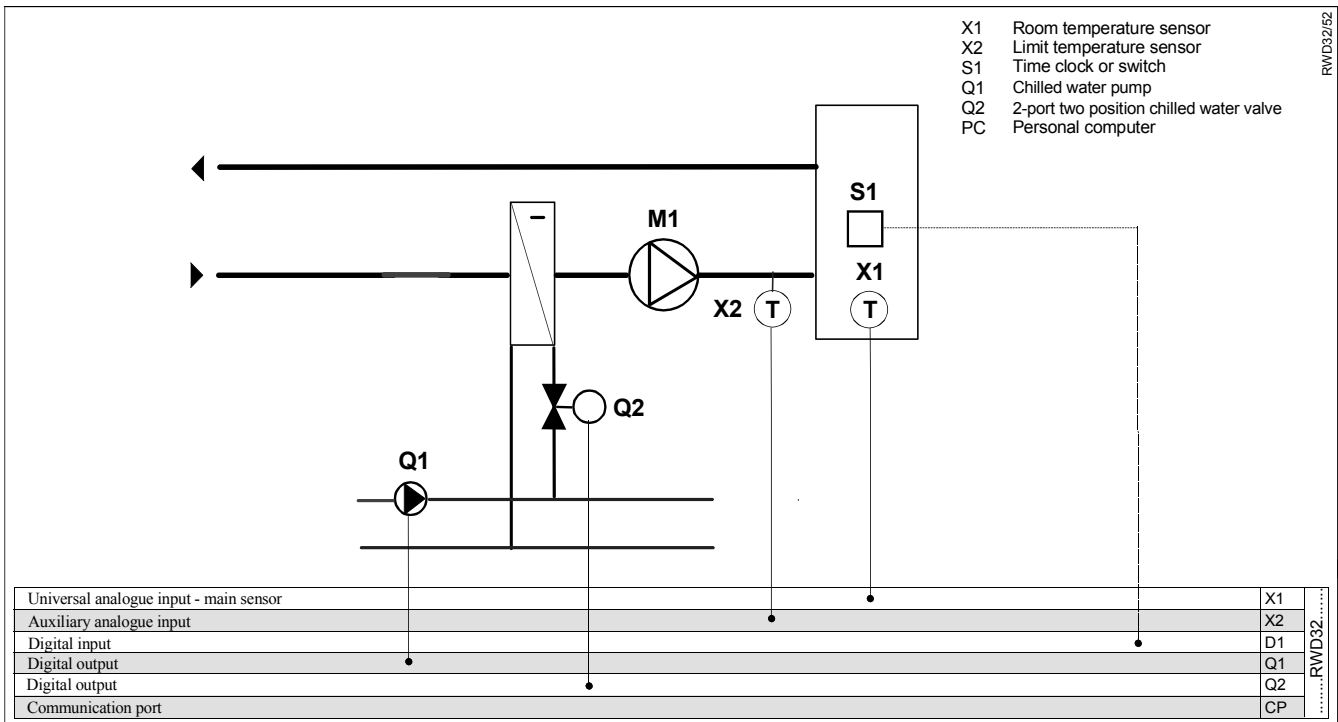 X1 Room temperature sensor
X2 Limit temperature sensor
S1 Time clock or switch
Q1 Chilled water pump
Q2 2-port two position chilled water valve
PC Personal computer
RWD32/52
S1
M1
X1
X2 T
T
Q2
Q1
Universal analogue input - main sensor X1
Auxiliary analogue input X2
Digital input D1
Digital output Q1
Digital output Q2
Communication port CP
........RWD32........